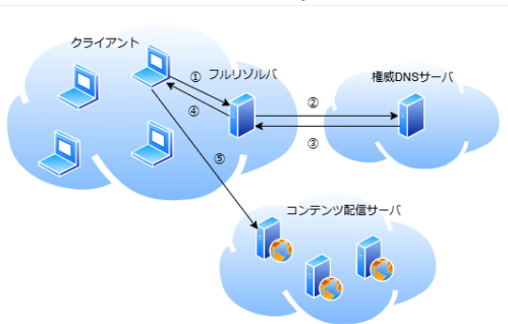 クライアント
① フルリゾルバ
権威DNSサーバ
②
④
③
⑤
コンテンツ配信サーバ